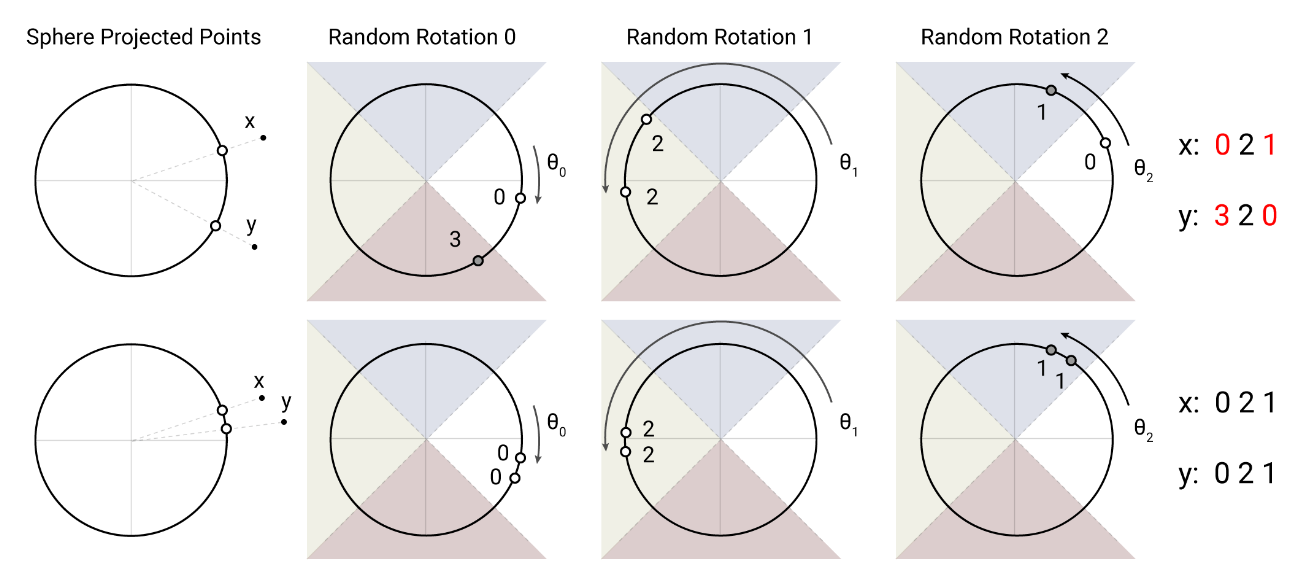 Sphere Projected Points
Random Rotation 0
Random Rotation 1
Random Rotation 2
x
y
0
3
θ0
2
2
θ1
1
0
θ2
x: 0 2 1
y: 3 2 0
x
y
0
0
θ0
2
2
θ1
1
1
θ2
x: 0 2 1
y: 0 2 1